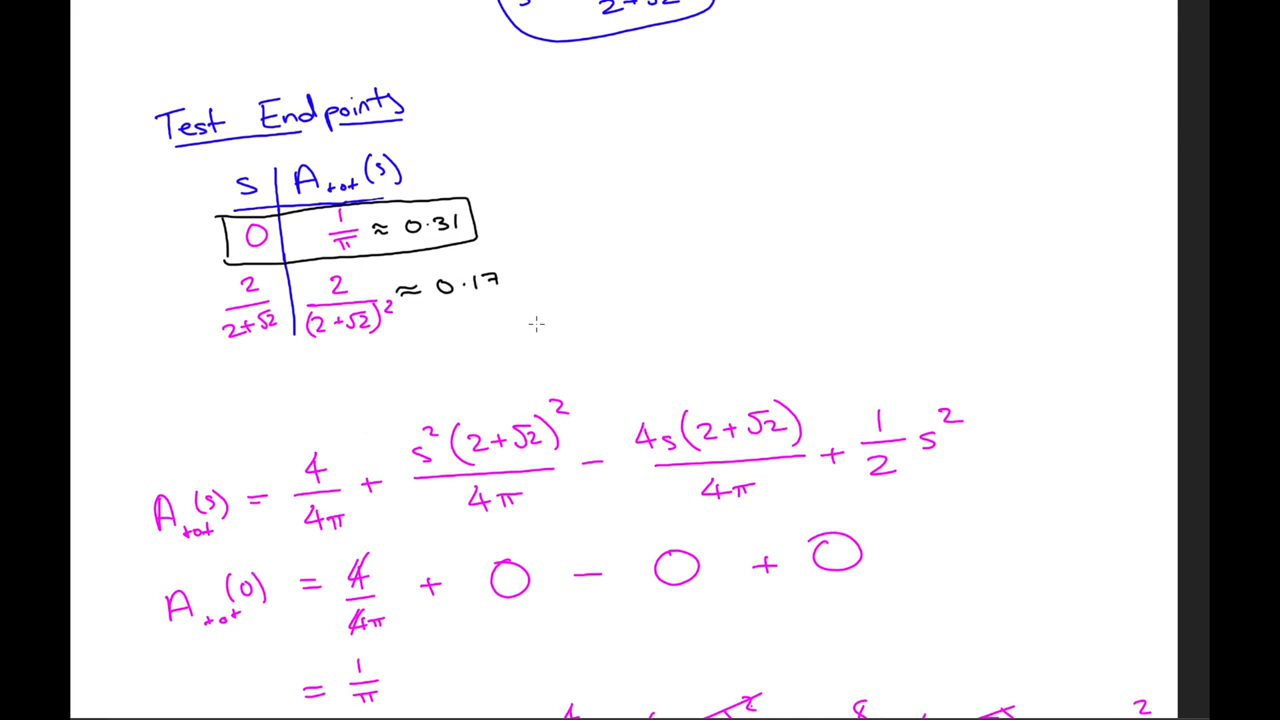 2+√2
Test Endpoints
s | A_tot(s)
0 | 1/π ≈ 0.31
2/(2+√2) | 2/(2+√2)² ≈ 0.17
A_tot(s) = 4/4π + s²(2+√2)²/4π − 4s(2+√2)/4π + 1/2 s²
A_tot(0) = 4/4π + 0 − 0 + 0
= 1/π